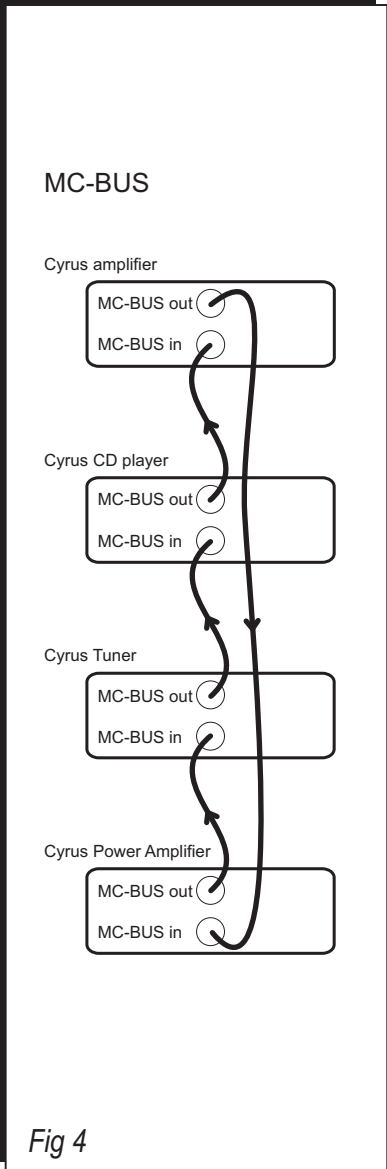 MC-BUS
Cyrus amplifier
MC-BUS out
MC-BUS in
Cyrus CD player
MC-BUS out
MC-BUS in
Cyrus Tuner
MC-BUS out
MC-BUS in
Cyrus Power Amplifier
MC-BUS out
MC-BUS in
Fig 4